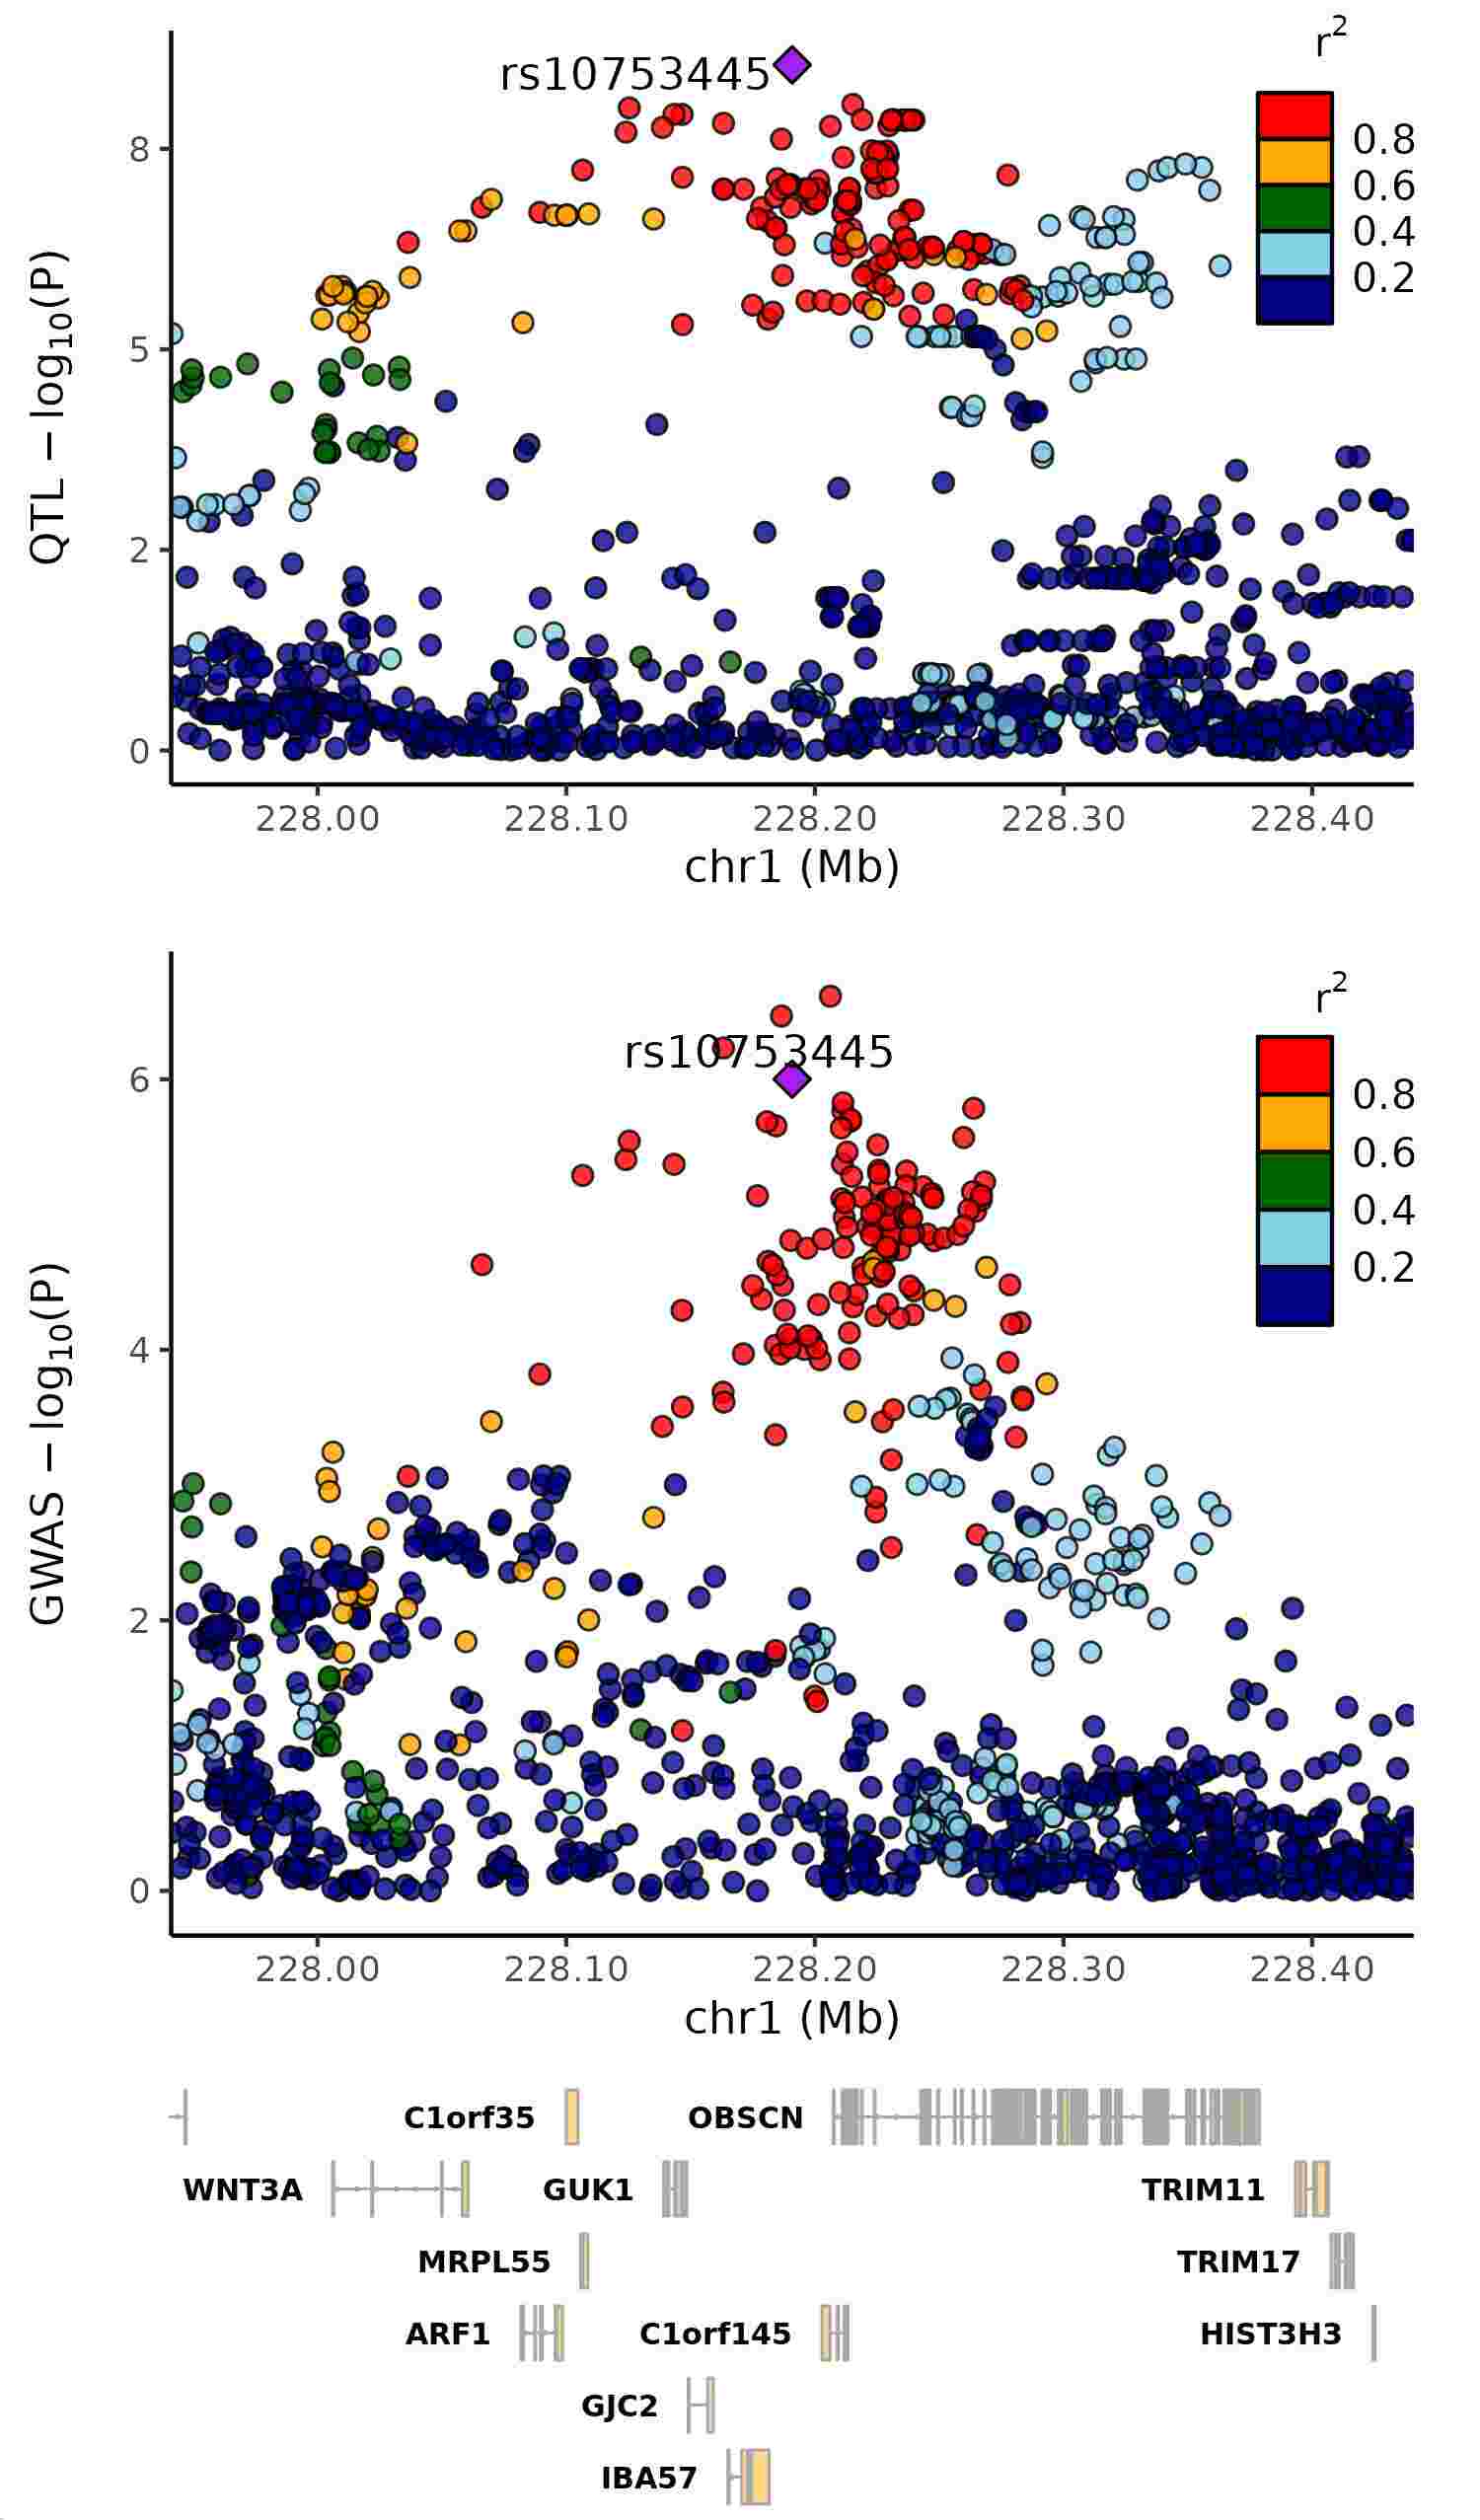 r²
rs10753445
0.8
0.6
0.4
0.2
8
5
2
0
QTL − log₁₀(P)
228.00 228.10 228.20 228.30 228.40
chr1 (Mb)
r²
rs10753445
0.8
0.6
0.4
0.2
6
4
2
0
GWAS − log₁₀(P)
228.00 228.10 228.20 228.30 228.40
chr1 (Mb)
C1orf35 OBSCN
WNT3A GUK1 TRIM11
MRPL55 TRIM17
ARF1 C1orf145 HIST3H3
GJC2
IBA57